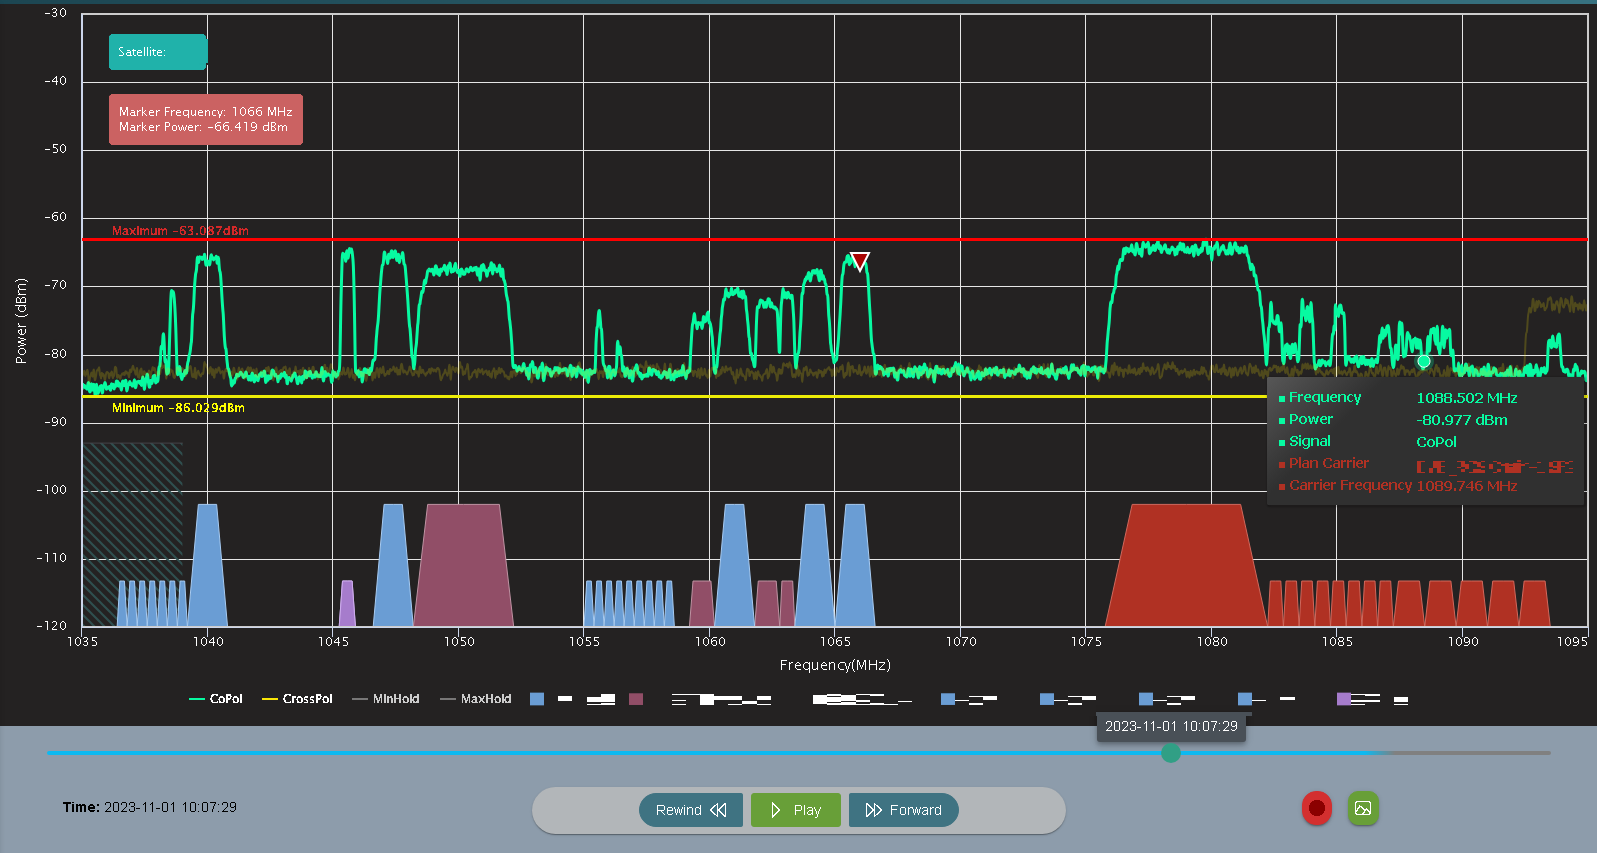 -30
-40
-50
-60
-70
-80
-90
-100
-110
-120
Power (dBm)
Satellite:
Marker Frequency: 1066 MHz
Marker Power: -66.419 dBm
Maximum -63.087dBm
Minimum -86.029dBm
Frequency 1088.502 MHz
Power -80.977 dBm
Signal CoPol
Plan Carrier
Carrier Frequency 1089.746 MHz
1035 1040 1045 1050 1055 1060 1065 1070 1075 1080 1085 1090 1095
Frequency(MHz)
CoPol CrossPol MinHold MaxHold
2023-11-01 10:07:29
Time: 2023-11-01 10:07:29
Rewind Play Forward